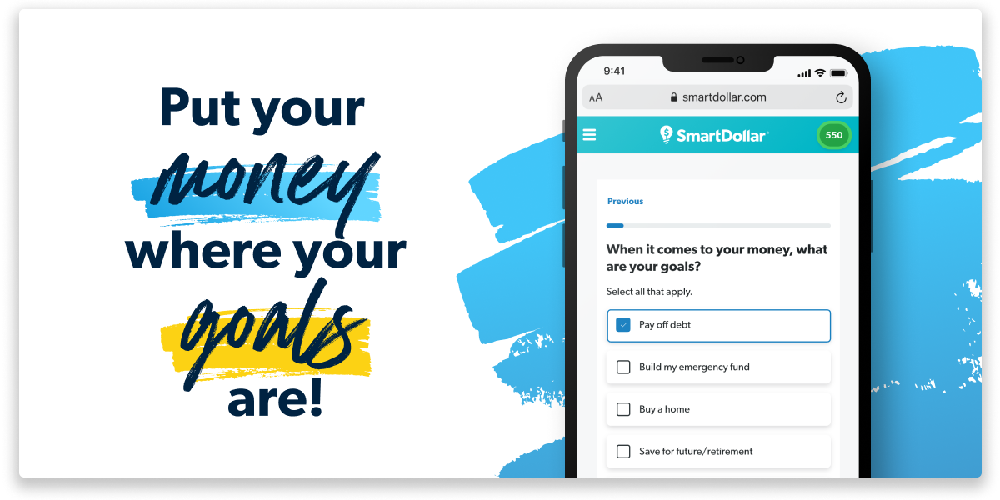 Put your
money
where your
goals
are!
9:41
AA smartdollar.com
SmartDollar
550
Previous
When it comes to your money, what
are your goals?
Select all that apply.
Pay off debt
Build my emergency fund
Buy a home
Save for future/retirement